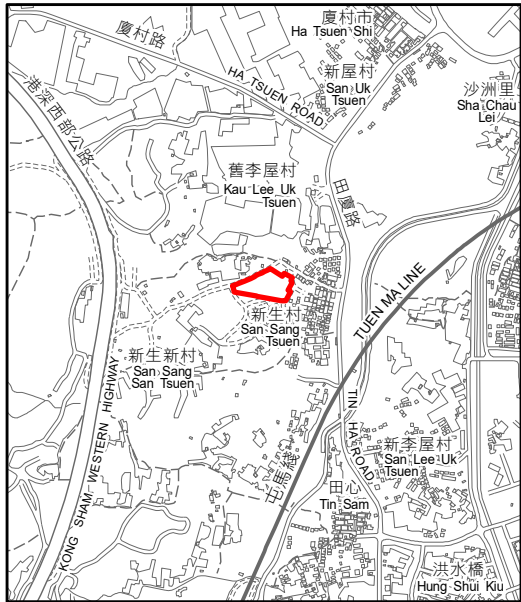 廈村市
Ha Tsuen Shi
廈村路
HA TSUEN ROAD
新屋村
San Uk
Tsuen
沙洲里
Sha Chau
Lei
港深西部公路
舊李屋村
Kau Lee Uk
Tsuen
田廈路
TUEN MA LINE
新生村
San Sang
Tsuen
新生新村
San Sang
San Tsuen
KONG SHAM WESTERN HIGHWAY
屯馬綫
TIN HA ROAD
新李屋村
San Lee Uk
Tsuen
田心
Tin Sam
洪水橋
Hung Shui Kiu